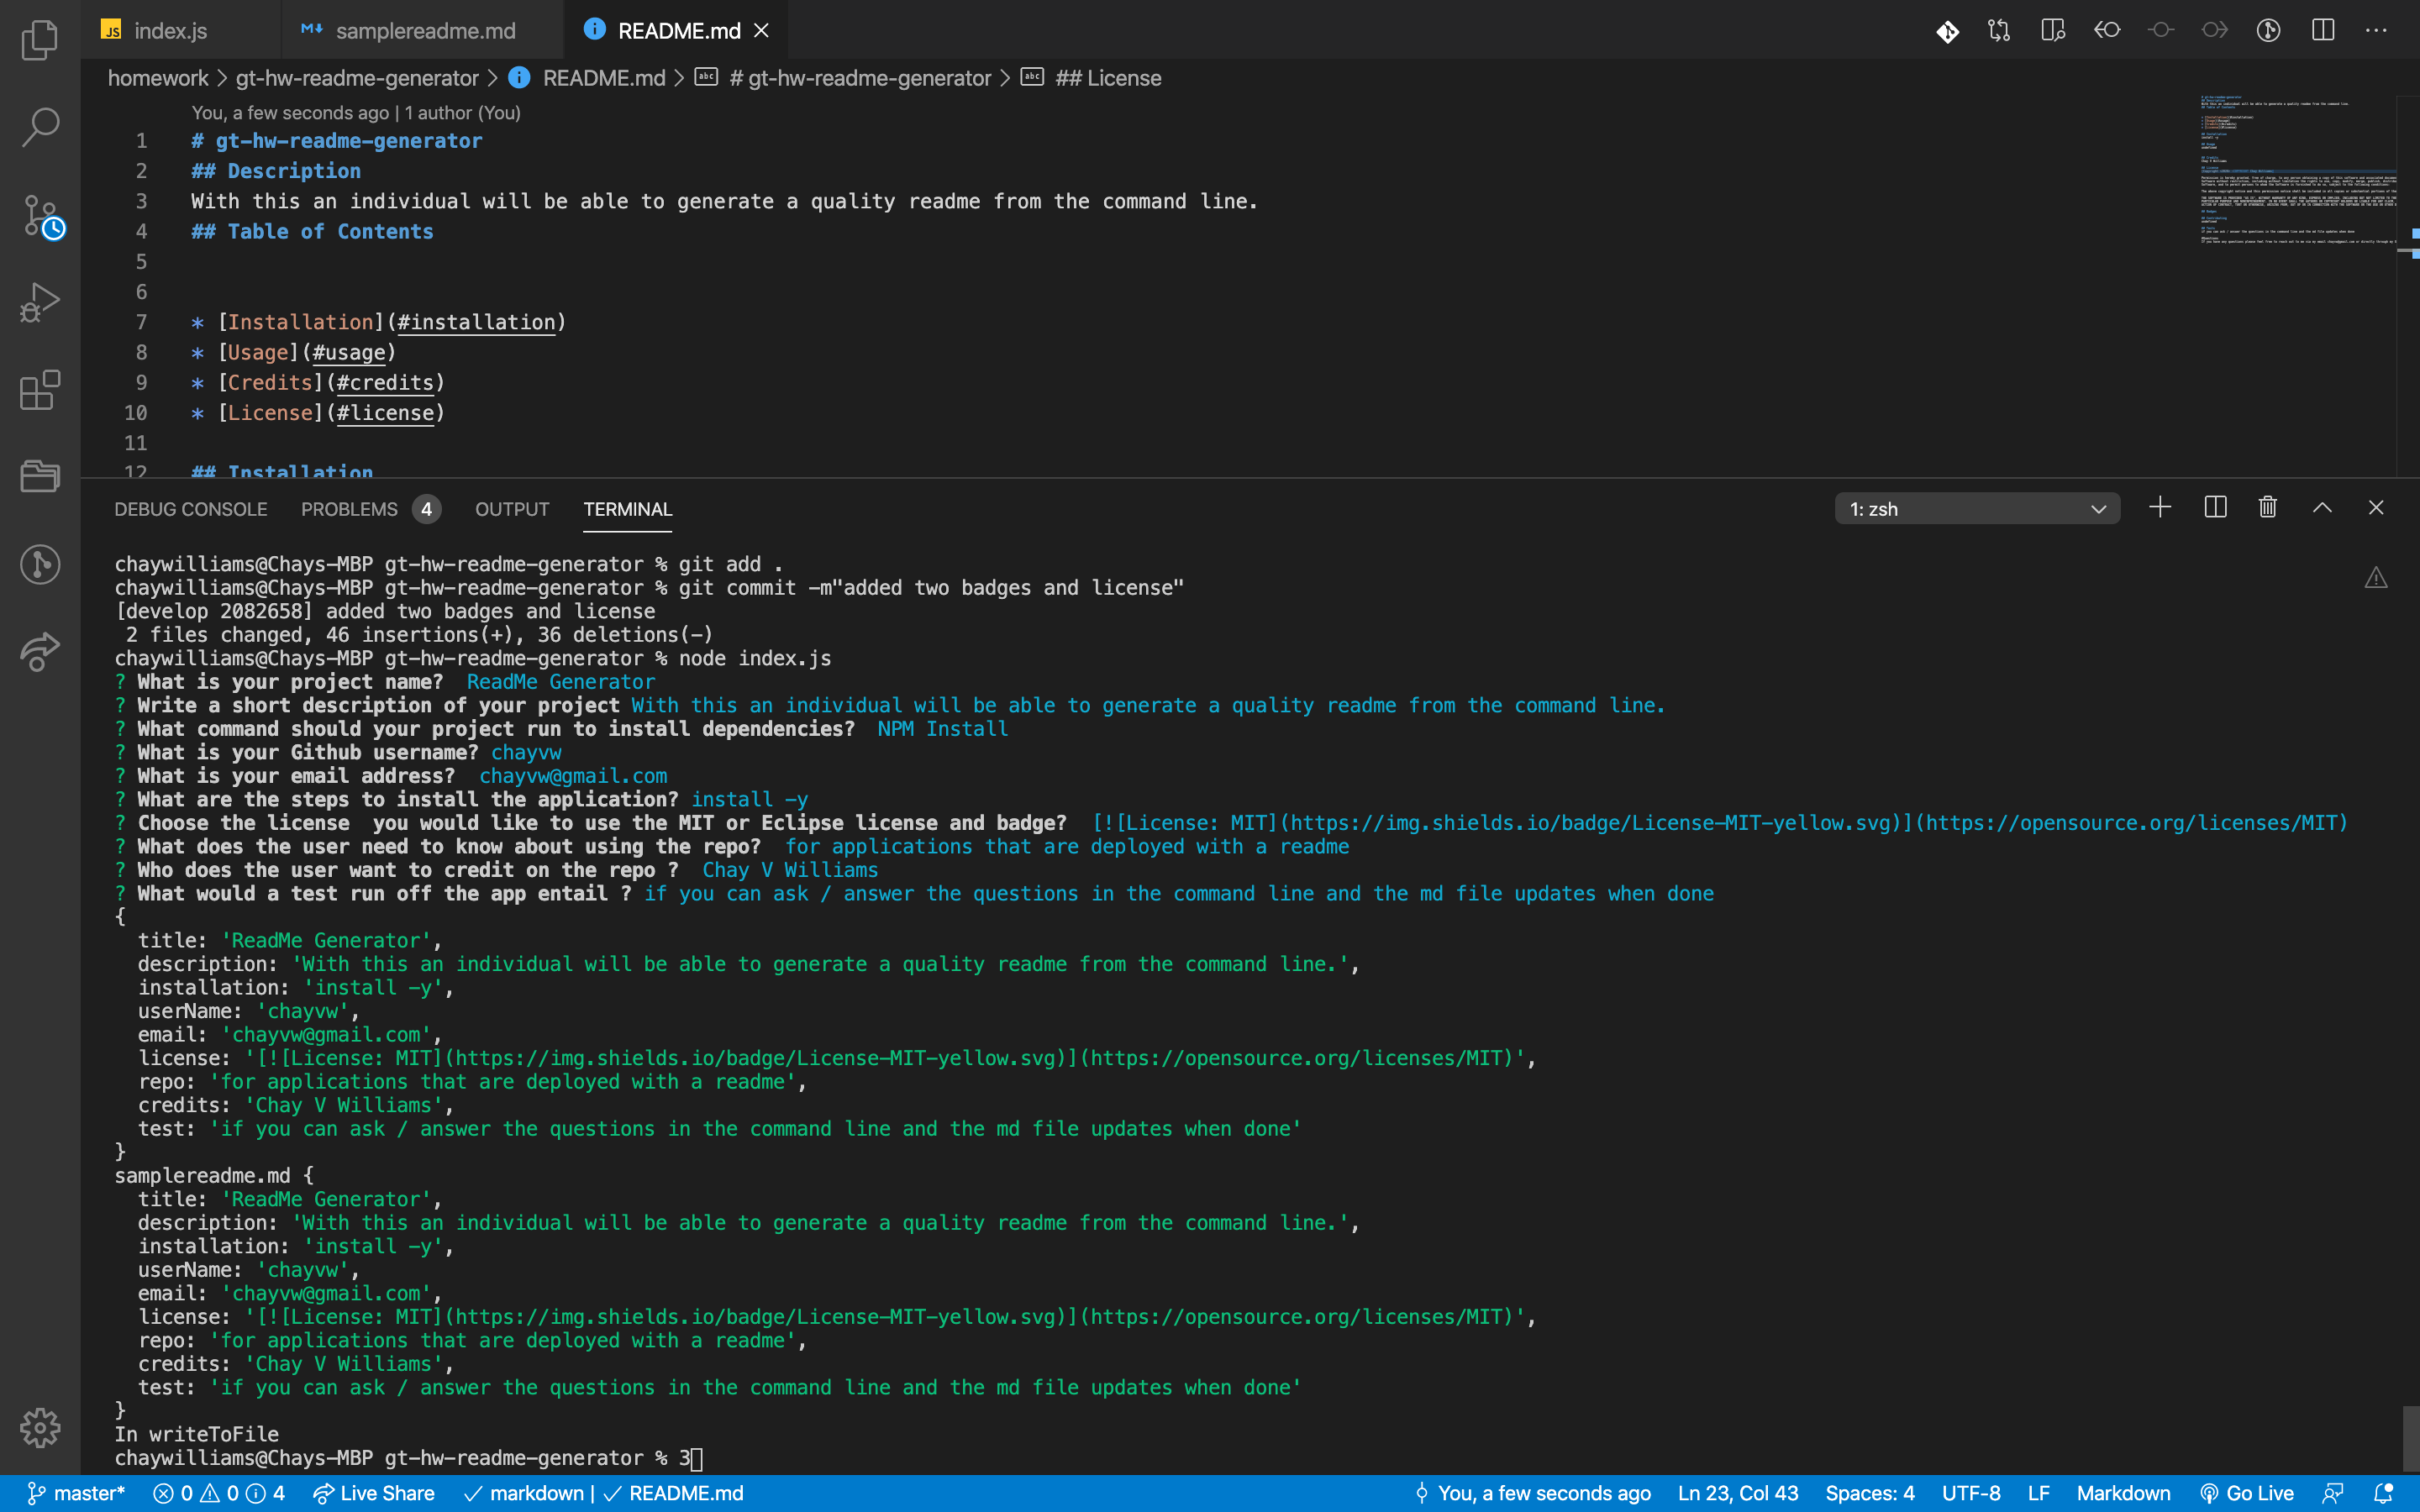 JS index.js
M↓ samplereadme.md
README.md
homework > gt-hw-readme-generator > README.md > # gt-hw-readme-generator > ## License
You, a few seconds ago | 1 author (You)
1 # gt-hw-readme-generator
2 ## Description
3 With this an individual will be able to generate a quality readme from the command line.
4 ## Table of Contents
5
6
7 * [Installation](#installation)
8 * [Usage](#usage)
9 * [Credits](#credits)
10 * [License](#license)
11
12 ## Installation
DEBUG CONSOLE PROBLEMS 4 OUTPUT TERMINAL 1: zsh
chaywilliams@Chays-MBP gt-hw-readme-generator % git add .
chaywilliams@Chays-MBP gt-hw-readme-generator % git commit -m"added two badges and license"
[develop 2082658] added two badges and license
2 files changed, 46 insertions(+), 36 deletions(-)
chaywilliams@Chays-MBP gt-hw-readme-generator % node index.js
? What is your project name?  ReadMe Generator
? Write a short description of your project With this an individual will be able to generate a quality readme from the command line.
? What command should your project run to install dependencies?  NPM Install
? What is your Github username? chayvw
? What is your email address?  chayvw@gmail.com
? What are the steps to install the application? install -y
? Choose the license  you would like to use the MIT or Eclipse license and badge?  [![License: MIT](https://img.shields.io/badge/License-MIT-yellow.svg)](https://opensource.org/licenses/MIT)
? What does the user need to know about using the repo?  for applications that are deployed with a readme
? Who does the user want to credit on the repo ?  Chay V Williams
? What would a test run off the app entail ? if you can ask / answer the questions in the command line and the md file updates when done
{
title: 'ReadMe Generator',
description: 'With this an individual will be able to generate a quality readme from the command line.',
installation: 'install -y',
userName: 'chayvw',
email: 'chayvw@gmail.com',
license: '[![License: MIT](https://img.shields.io/badge/License-MIT-yellow.svg)](https://opensource.org/licenses/MIT)',
repo: 'for applications that are deployed with a readme',
credits: 'Chay V Williams',
test: 'if you can ask / answer the questions in the command line and the md file updates when done'
}
samplereadme.md {
title: 'ReadMe Generator',
description: 'With this an individual will be able to generate a quality readme from the command line.',
installation: 'install -y',
userName: 'chayvw',
email: 'chayvw@gmail.com',
license: '[![License: MIT](https://img.shields.io/badge/License-MIT-yellow.svg)](https://opensource.org/licenses/MIT)',
repo: 'for applications that are deployed with a readme',
credits: 'Chay V Williams',
test: 'if you can ask / answer the questions in the command line and the md file updates when done'
}
In writeToFile
chaywilliams@Chays-MBP gt-hw-readme-generator % 3
master* 0 0 4 Live Share markdown | README.md You, a few seconds ago Ln 23, Col 43 Spaces: 4 UTF-8 LF Markdown Go Live